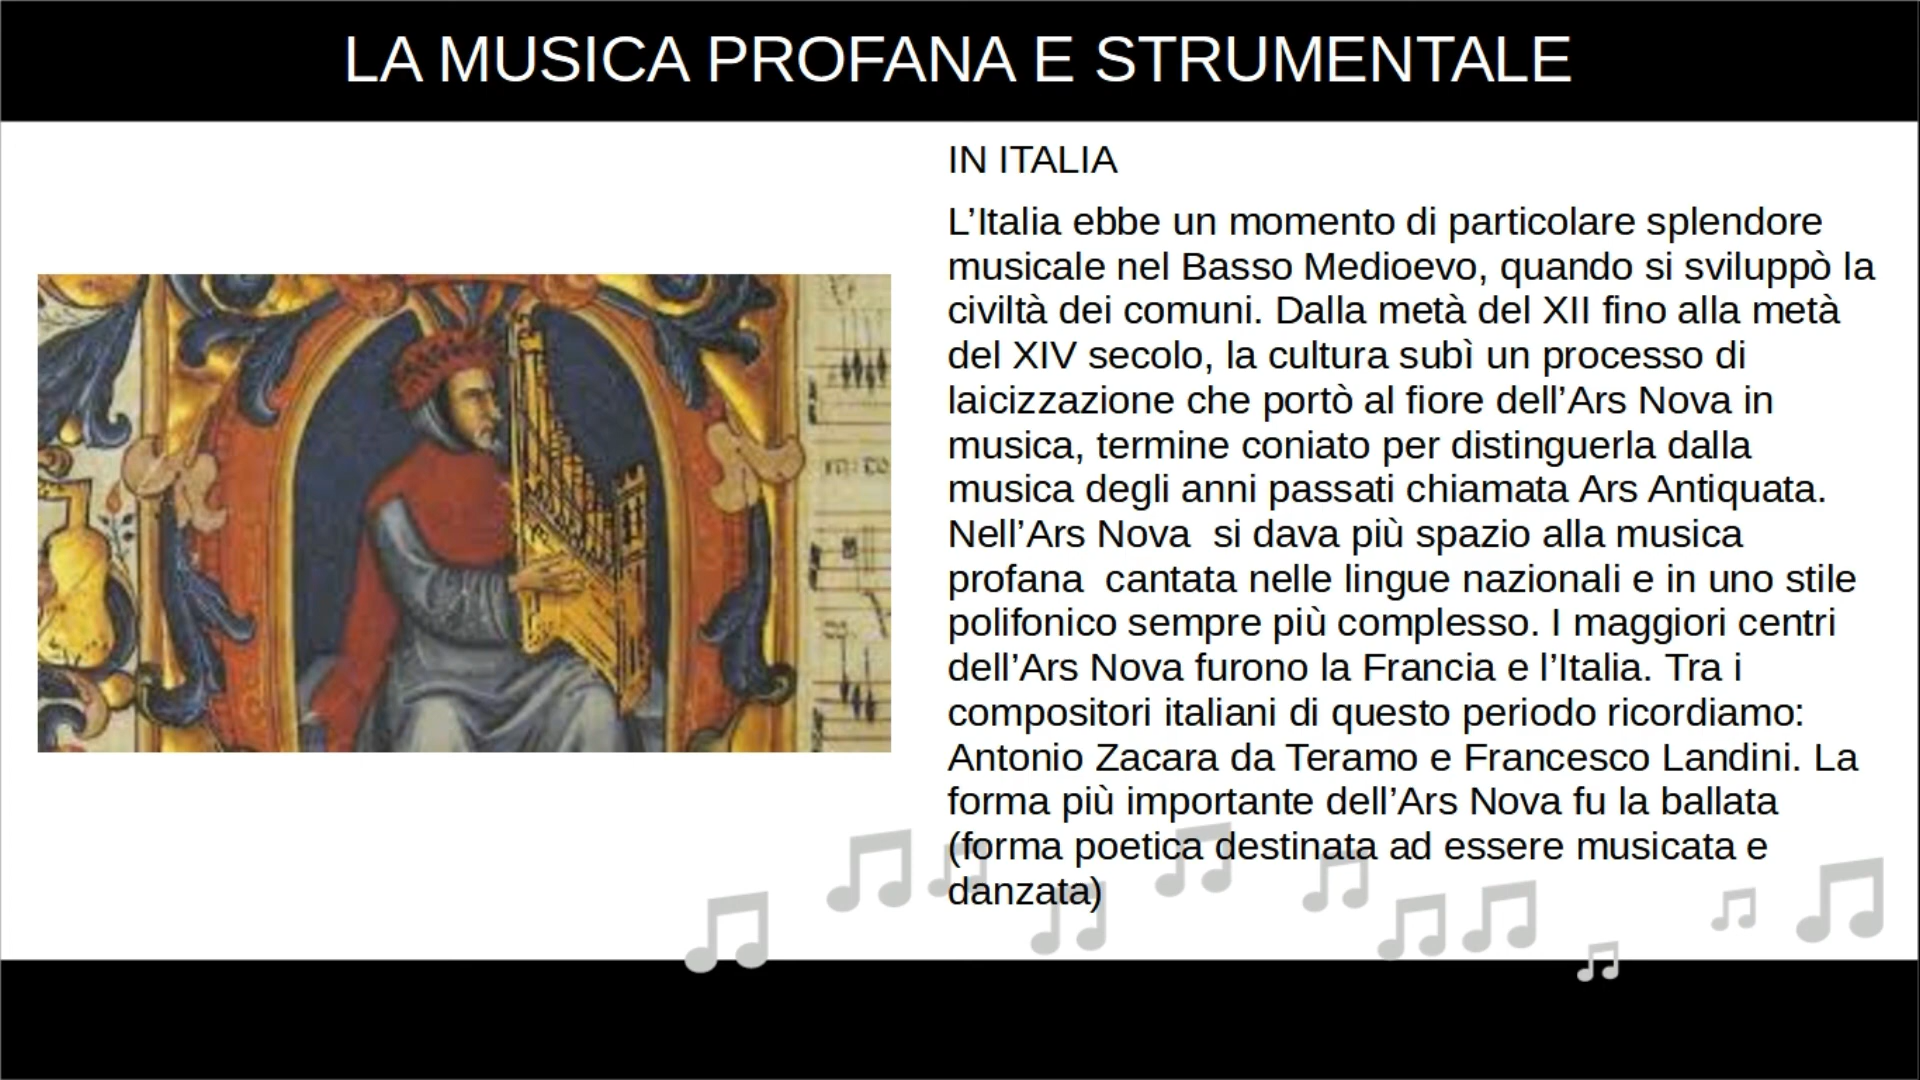 LA MUSICA PROFANA E STRUMENTALE
IN ITALIA
L’Italia ebbe un momento di particolare splendore
musicale nel Basso Medioevo, quando si sviluppò la
civiltà dei comuni. Dalla metà del XII fino alla metà
del XIV secolo, la cultura subì un processo di
laicizzazione che portò al fiore dell’Ars Nova in
musica, termine coniato per distinguerla dalla
musica degli anni passati chiamata Ars Antiquata.
Nell’Ars Nova  si dava più spazio alla musica
profana  cantata nelle lingue nazionali e in uno stile
polifonico sempre più complesso. I maggiori centri
dell’Ars Nova furono la Francia e l’Italia. Tra i
compositori italiani di questo periodo ricordiamo:
Antonio Zacara da Teramo e Francesco Landini. La
forma più importante dell’Ars Nova fu la ballata
(forma poetica destinata ad essere musicata e
danzata)